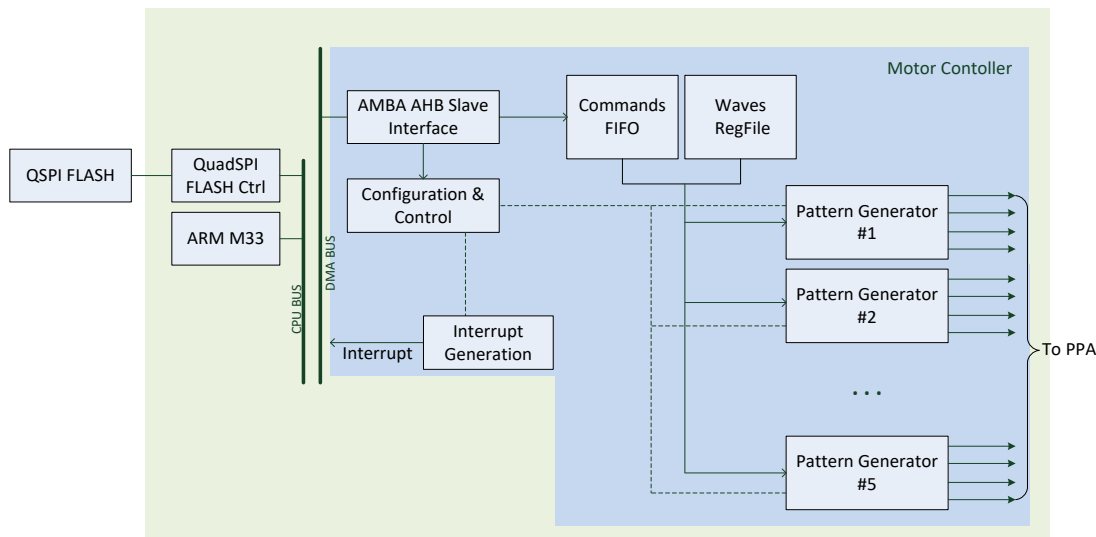 Motor Contoller
AMBA AHB Slave
Interface
Commands
FIFO
Waves
RegFile
QSPI FLASH
QuadSPI
FLASH Ctrl
Configuration &
Control
Pattern Generator
#1
ARM M33
DMA BUS
CPU BUS
Pattern Generator
#2
Interrupt
Interrupt
Generation
To PPA
...
Pattern Generator
#5